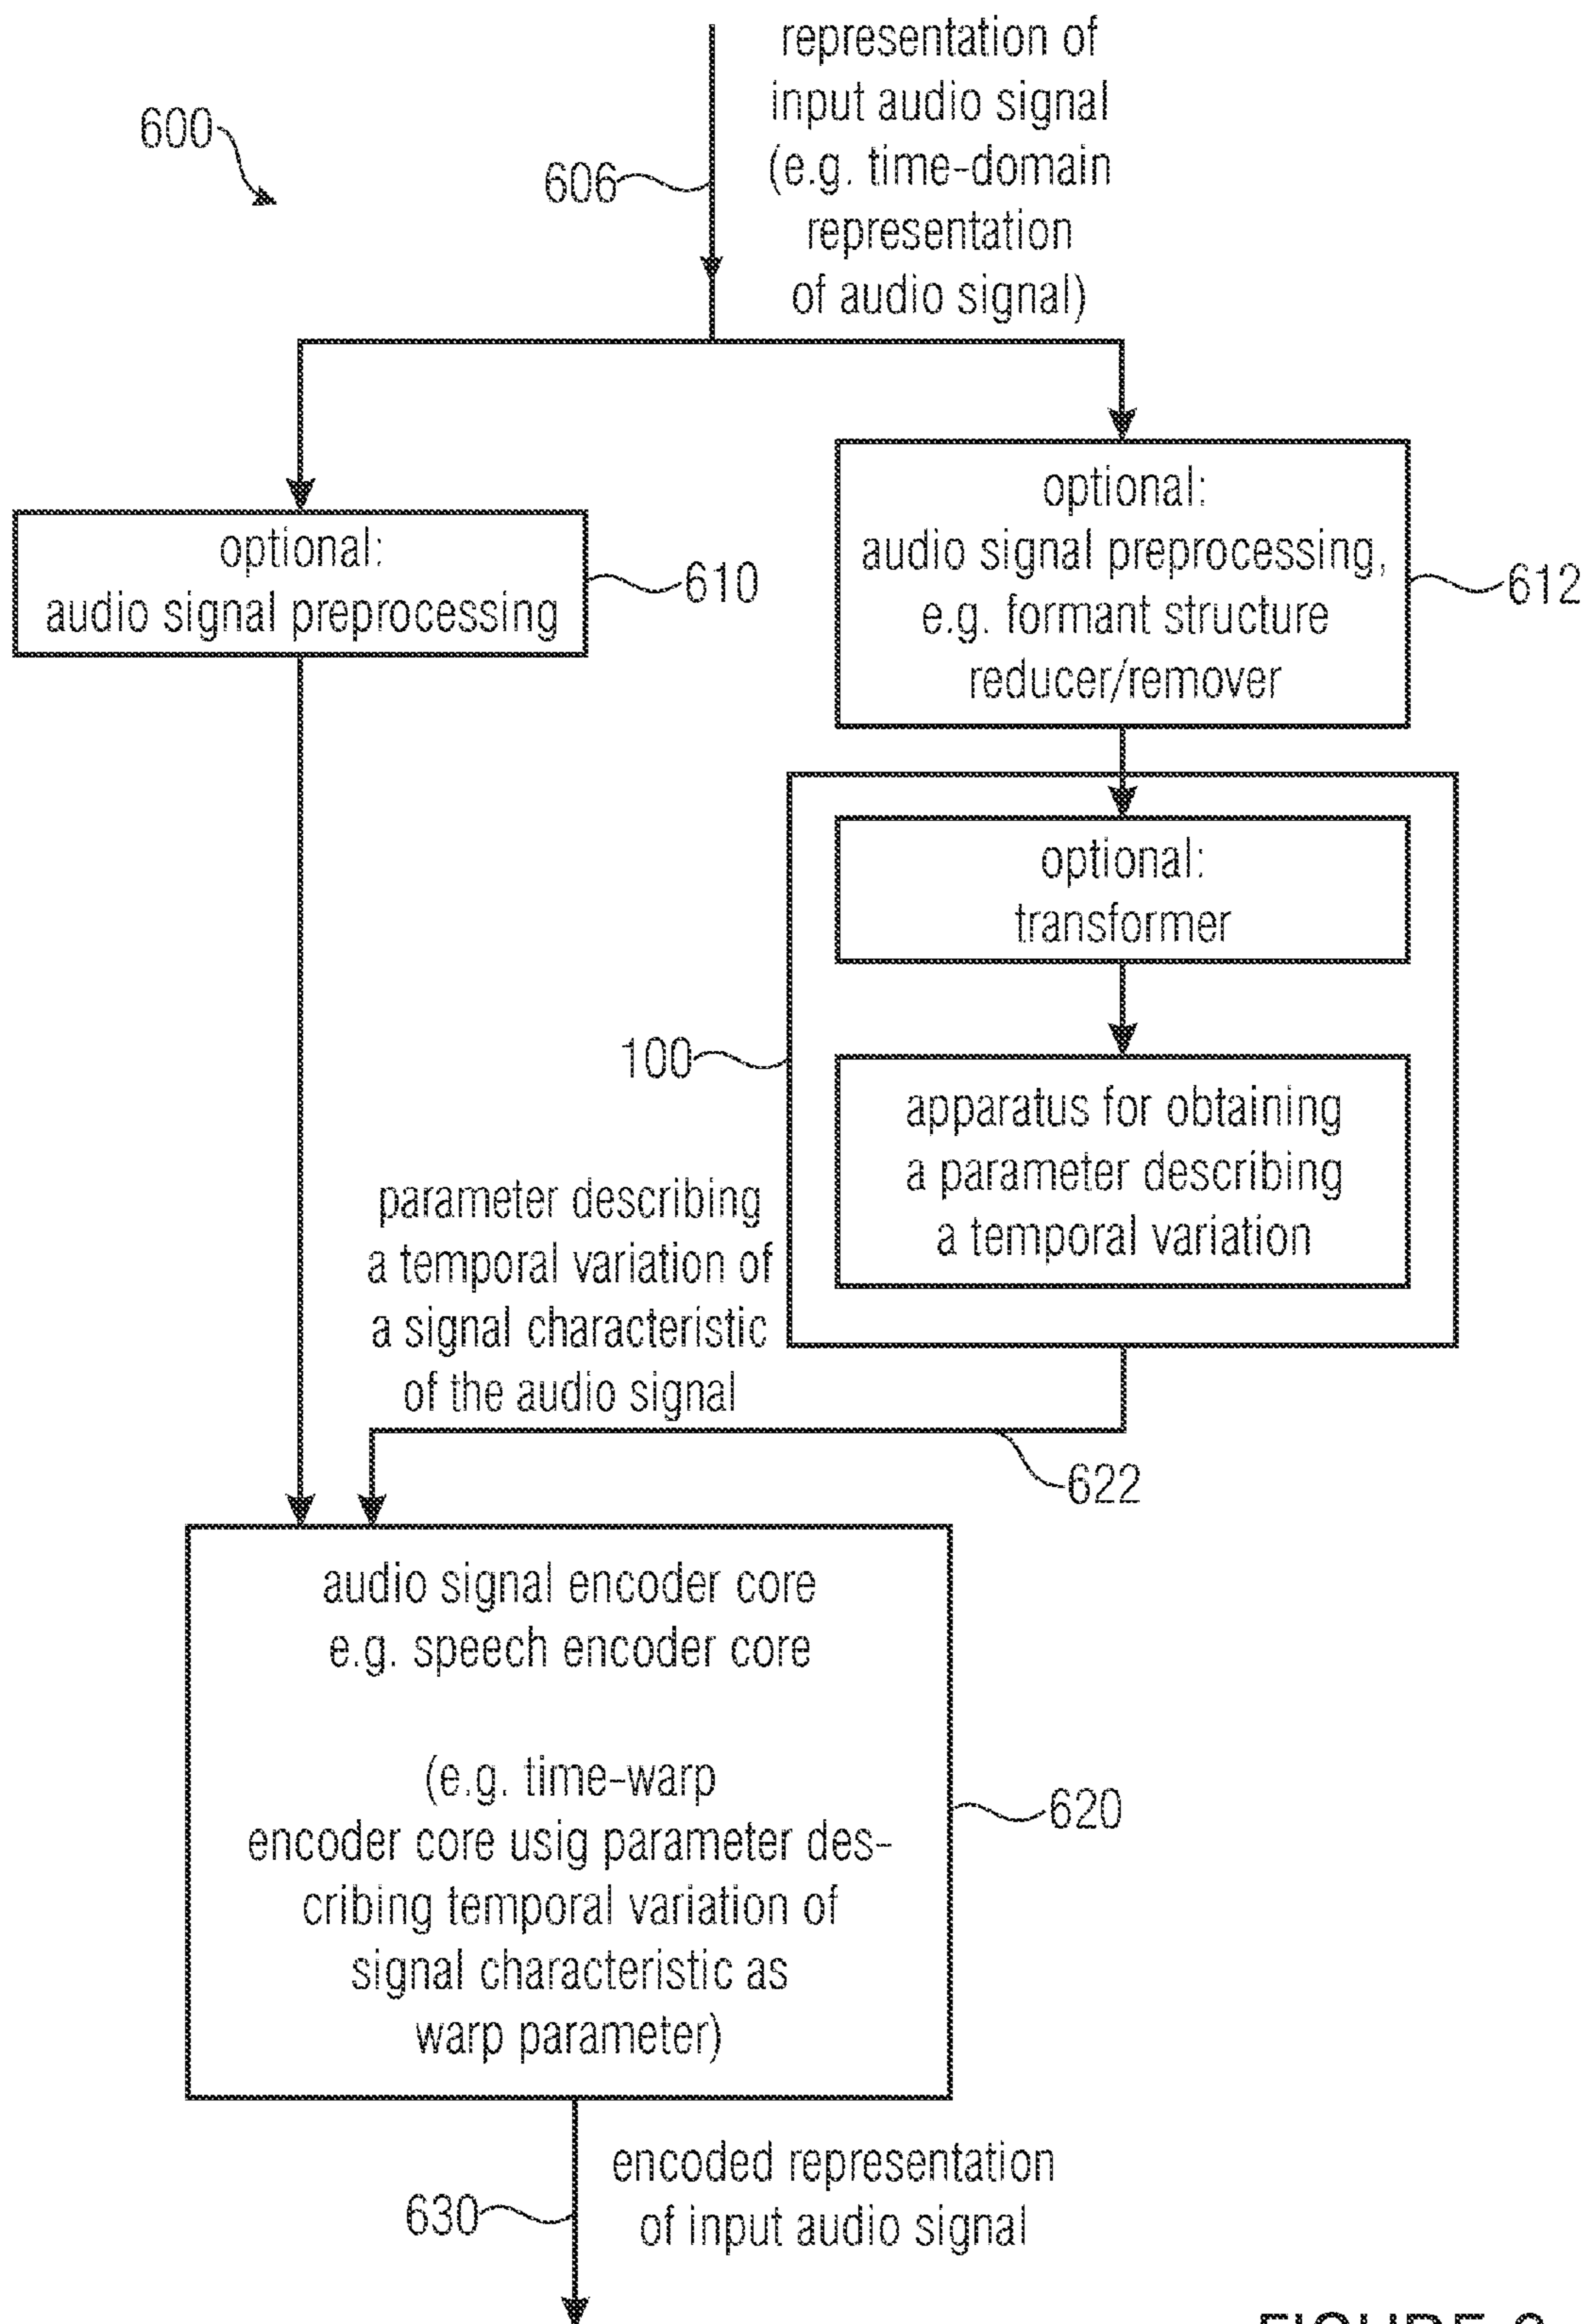 representation of
input audio signal
(e.g. time-domain
representation
of audio signal)
600
606
optional:
audio signal preprocessing
610
optional:
audio signal preprocessing,
e.g. formant structure
reducer/remover
612
optional:
transformer
100
apparatus for obtaining
a parameter describing
a temporal variation
parameter describing
a temporal variation of
a signal characteristic
of the audio signal
622
audio signal encoder core
e.g. speech encoder core
(e.g. time-warp
encoder core usig parameter des-
cribing temporal variation of
signal characteristic as
warp parameter)
620
encoded representation
of input audio signal
630
FIGURE